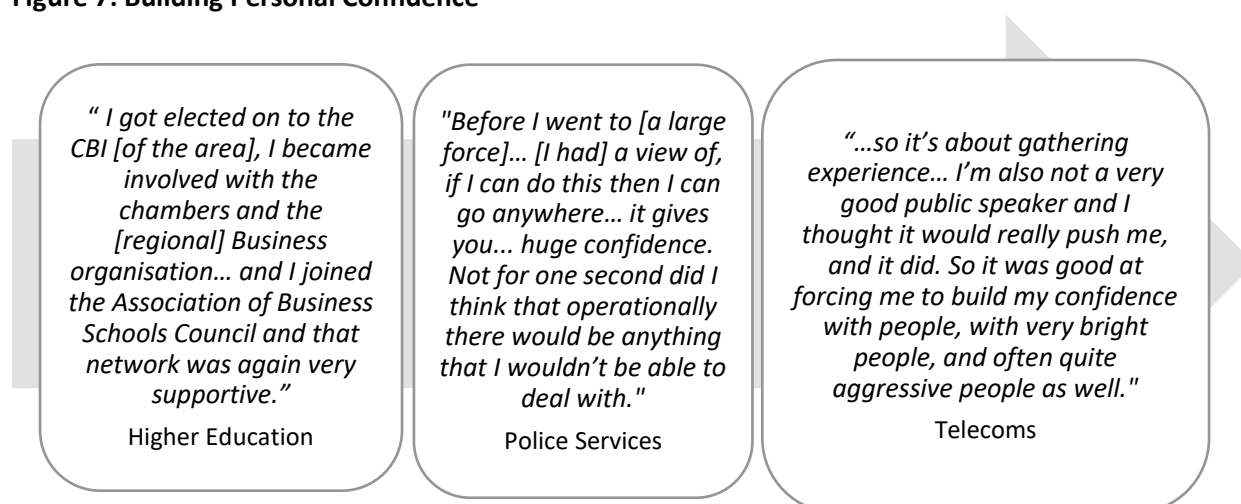 Figure 7: Building Personal Confidence
“ I got elected on to the
CBI [of the area], I became
involved with the
chambers and the
[regional] Business
organisation… and I joined
the Association of Business
Schools Council and that
network was again very
supportive.”
Higher Education
"Before I went to [a large
force]… [I had] a view of,
if I can do this then I can
go anywhere… it gives
you... huge confidence.
Not for one second did I
think that operationally
there would be anything
that I wouldn’t be able to
deal with."
Police Services
“…so it’s about gathering
experience… I’m also not a very
good public speaker and I
thought it would really push me,
and it did. So it was good at
forcing me to build my confidence
with people, with very bright
people, and often quite
aggressive people as well."
Telecoms